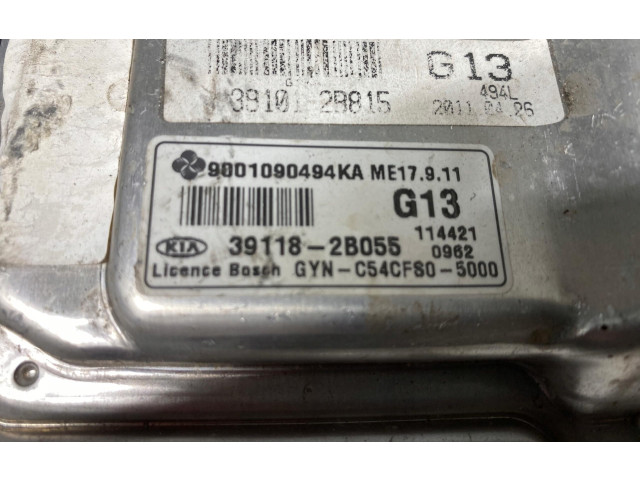 G13
39101-2B815
494L
2011.04.26
9001090494KA ME17.9.11
G13
114421
KIA 39118-2B055 0962
Licence Bosch GYN-C54CFS0-5000